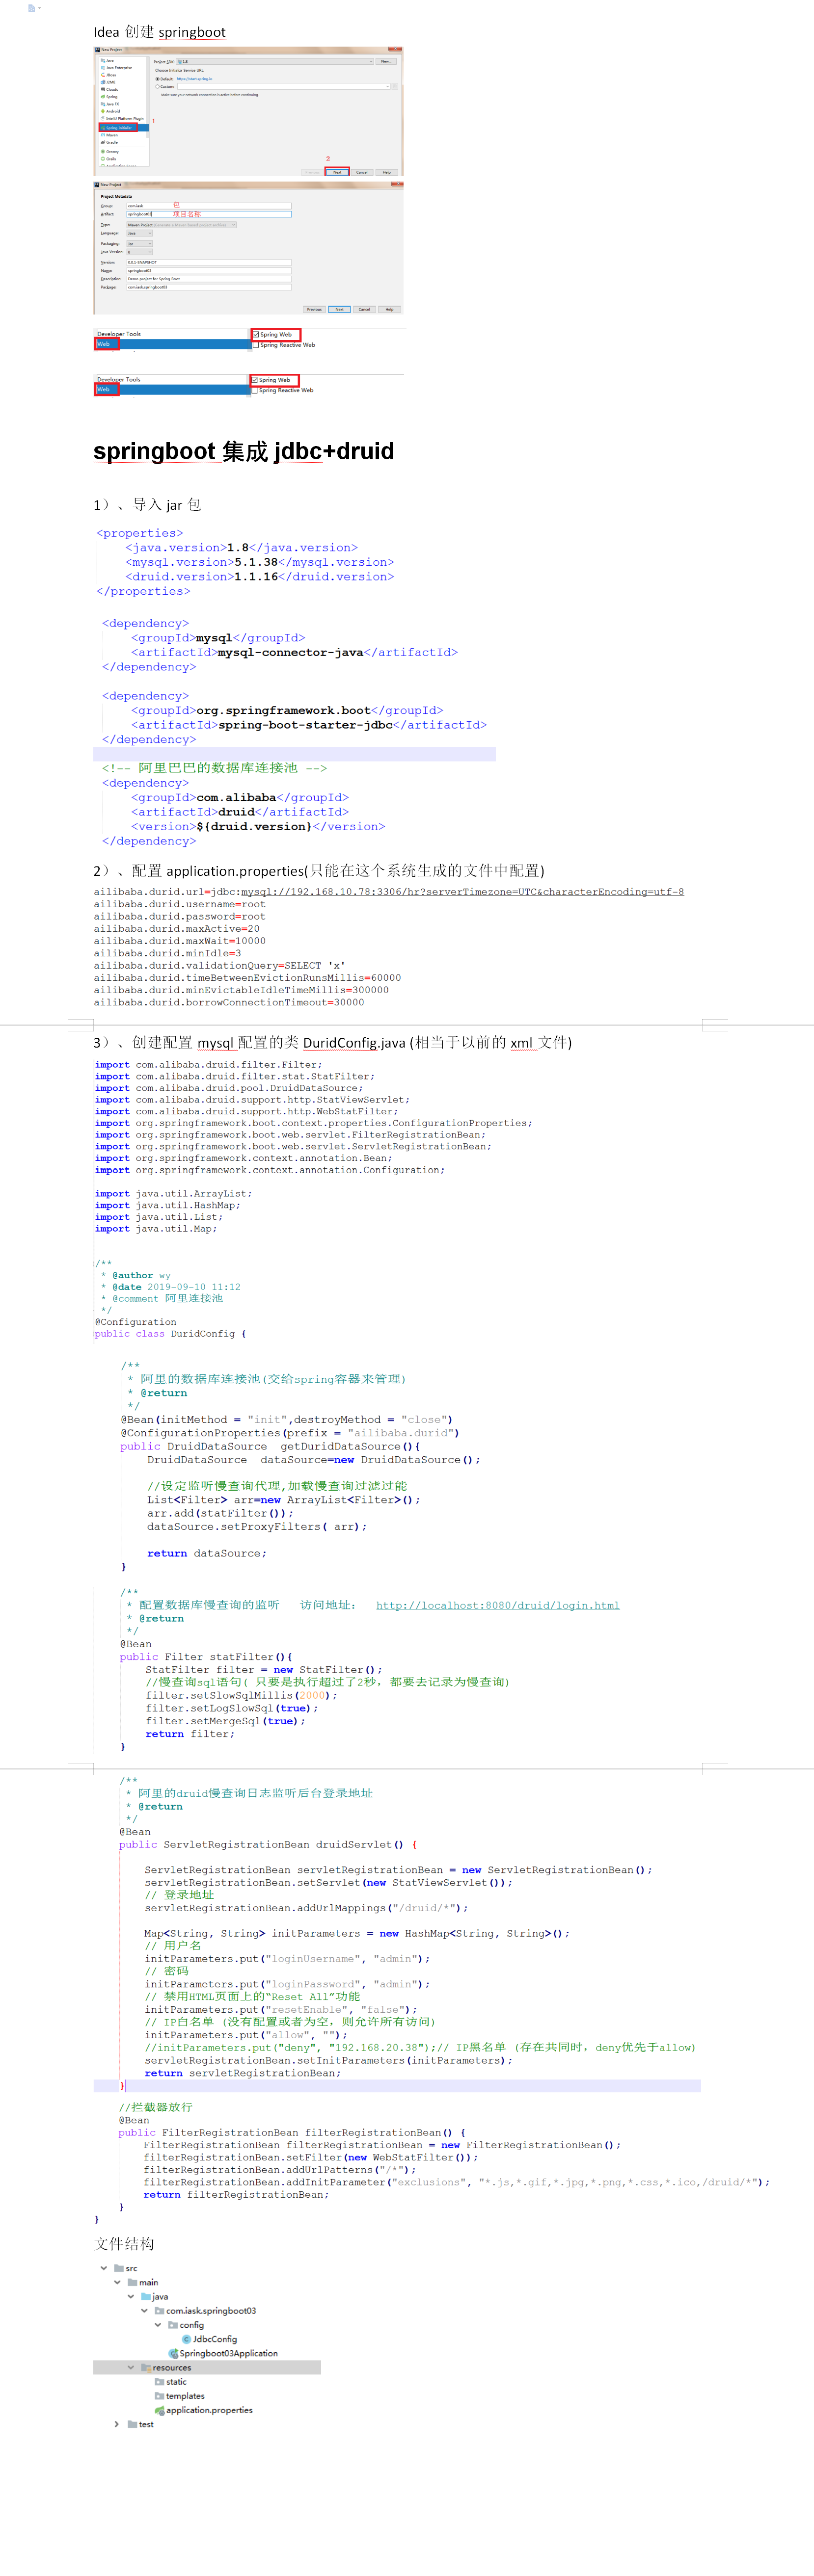 Idea 创建 springboot
New Project
Java
Java Enterprise
JBoss
J2ME
Clouds
Spring
Java FX
Android
IntelliJ Platform Plugin
Spring Initializr
Maven
Gradle
Groovy
Grails
Project SDK: 1.8
New...
Choose Initializr Service URL.
Default: https://start.spring.io
Custom:
Make sure your network connection is active before continuing.
1
2
Previous Next Cancel Help
New Project
Project Metadata
Group: com.iask 包
Artifact: springboot03 项目名称
Type: Maven Project (Generate a Maven based project archive)
Language: Java
Packaging: Jar
Java Version: 8
Version: 0.0.1-SNAPSHOT
Name: springboot03
Description: Demo project for Spring Boot
Package: com.iask.springboot03
Previous Next Cancel Help
Developer Tools Spring Web
Web Spring Reactive Web
Developer Tools Spring Web
Web Spring Reactive Web
springboot 集成 jdbc+druid
1）、导入 jar 包
<properties>
<java.version>1.8</java.version>
<mysql.version>5.1.38</mysql.version>
<druid.version>1.1.16</druid.version>
</properties>
<dependency>
<groupId>mysql</groupId>
<artifactId>mysql-connector-java</artifactId>
</dependency>
<dependency>
<groupId>org.springframework.boot</groupId>
<artifactId>spring-boot-starter-jdbc</artifactId>
</dependency>
<!-- 阿里巴巴的数据库连接池 -->
<dependency>
<groupId>com.alibaba</groupId>
<artifactId>druid</artifactId>
<version>${druid.version}</version>
</dependency>
2）、配置 application.properties(只能在这个系统生成的文件中配置)
ailibaba.durid.url=jdbc:mysql://192.168.10.78:3306/hr?serverTimezone=UTC&characterEncoding=utf-8
ailibaba.durid.username=root
ailibaba.durid.password=root
ailibaba.durid.maxActive=20
ailibaba.durid.maxWait=10000
ailibaba.durid.minIdle=3
ailibaba.durid.validationQuery=SELECT 'x'
ailibaba.durid.timeBetweenEvictionRunsMillis=60000
ailibaba.durid.minEvictableIdleTimeMillis=300000
ailibaba.durid.borrowConnectionTimeout=30000
3）、创建配置 mysql 配置的类 DuridConfig.java (相当于以前的 xml 文件)
import com.alibaba.druid.filter.Filter;
import com.alibaba.druid.filter.stat.StatFilter;
import com.alibaba.druid.pool.DruidDataSource;
import com.alibaba.druid.support.http.StatViewServlet;
import com.alibaba.druid.support.http.WebStatFilter;
import org.springframework.boot.context.properties.ConfigurationProperties;
import org.springframework.boot.web.servlet.FilterRegistrationBean;
import org.springframework.boot.web.servlet.ServletRegistrationBean;
import org.springframework.context.annotation.Bean;
import org.springframework.context.annotation.Configuration;
import java.util.ArrayList;
import java.util.HashMap;
import java.util.List;
import java.util.Map;
/**
* @author wy
* @date 2019-09-10 11:12
* @comment 阿里连接池
*/
@Configuration
public class DuridConfig {
/**
* 阿里的数据库连接池(交给spring容器来管理)
* @return
*/
@Bean(initMethod = "init",destroyMethod = "close")
@ConfigurationProperties(prefix = "ailibaba.durid")
public DruidDataSource getDuridDataSource(){
DruidDataSource dataSource=new DruidDataSource();
//设定监听慢查询代理,加载慢查询过滤过能
List<Filter> arr=new ArrayList<Filter>();
arr.add(statFilter());
dataSource.setProxyFilters( arr);
return dataSource;
}
/**
* 配置数据库慢查询的监听 访问地址: http://localhost:8080/druid/login.html
* @return
*/
@Bean
public Filter statFilter(){
StatFilter filter = new StatFilter();
//慢查询sql语句( 只要是执行超过了2秒, 都要去记录为慢查询)
filter.setSlowSqlMillis(2000);
filter.setLogSlowSql(true);
filter.setMergeSql(true);
return filter;
}
/**
* 阿里的druid慢查询日志监听后台登录地址
* @return
*/
@Bean
public ServletRegistrationBean druidServlet() {
ServletRegistrationBean servletRegistrationBean = new ServletRegistrationBean();
servletRegistrationBean.setServlet(new StatViewServlet());
// 登录地址
servletRegistrationBean.addUrlMappings("/druid/*");
Map<String, String> initParameters = new HashMap<String, String>();
// 用户名
initParameters.put("loginUsername", "admin");
// 密码
initParameters.put("loginPassword", "admin");
// 禁用HTML页面上的“Reset All”功能
initParameters.put("resetEnable", "false");
// IP白名单 (没有配置或者为空, 则允许所有访问)
initParameters.put("allow", "");
//initParameters.put("deny", "192.168.20.38");// IP黑名单 (存在共同时, deny优先于allow)
servletRegistrationBean.setInitParameters(initParameters);
return servletRegistrationBean;
}
//拦截器放行
@Bean
public FilterRegistrationBean filterRegistrationBean() {
FilterRegistrationBean filterRegistrationBean = new FilterRegistrationBean();
filterRegistrationBean.setFilter(new WebStatFilter());
filterRegistrationBean.addUrlPatterns("/*");
filterRegistrationBean.addInitParameter("exclusions", "*.js,*.gif,*.jpg,*.png,*.css,*.ico,/druid/*");
return filterRegistrationBean;
}
}
文件结构
src
main
java
com.iask.springboot03
config
JdbcConfig
Springboot03Application
resources
static
templates
application.properties
test